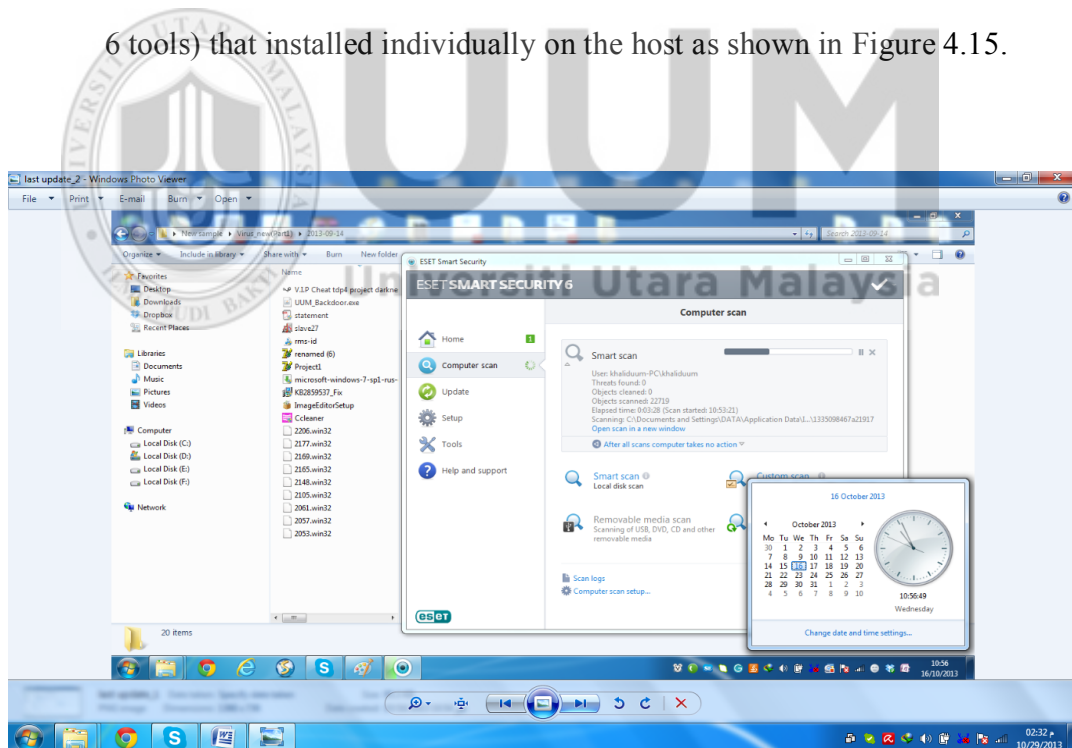 6 tools) that installed individually on the host as shown in Figure 4.15.
UUM
Universiti Utara Malaysia
UNIVERSITI UTARA MALAYSIA
last update_2 - Windows Photo Viewer
File Print E-mail Burn Open
New sample Virus_new(Part1) 2013-09-14
Search 2013-09-14
Organize Include in library Share with Burn New folder
Favorites
Desktop
Downloads
Dropbox
Recent Places
Libraries
Documents
Music
Pictures
Videos
Computer
Local Disk (C:)
Local Disk (D:)
Local Disk (E:)
Local Disk (F:)
Network
Name
V.I.P Cheat tdp4 project darkne
UUM_Backdoor.exe
statement
slave27
rms-id
renamed (6)
Project1
microsoft-windows-7-sp1-rus-
KB2859537_Fix
ImageEditorSetup
Ccleaner
2206.win32
2177.win32
2169.win32
2165.win32
2148.win32
2105.win32
2061.win32
2057.win32
2053.win32
20 items
ESET Smart Security
ESET SMART SECURITY 6
Home 1
Computer scan
Update
Setup
Tools
Help and support
eset
Computer scan
Smart scan
User: khaliduum-PC\khaliduum
Threats found: 0
Objects cleaned: 0
Objects scanned: 22719
Elapsed time: 0:03:28 (Scan started: 10:53:21)
Scanning: C:\Documents and Settings\DATA\Application Data\I...\1335098467a21917
Open scan in a new window
After all scans computer takes no action
Smart scan
Local disk scan
Custom scan
Removable media scan
Scanning of USB, DVD, CD and other
removable media
Scan logs
Computer scan setup...
16 October 2013
October 2013
Mo Tu We Th Fr Sa Su
30 1 2 3 4 5 6
7 8 9 10 11 12 13
14 15 16 17 18 19 20
21 22 23 24 25 26 27
28 29 30 31 1 2 3
4 5 6 7 8 9 10
10:56:49
Wednesday
Change date and time settings...
10:56
16/10/2013
02:32 م
10/29/2013